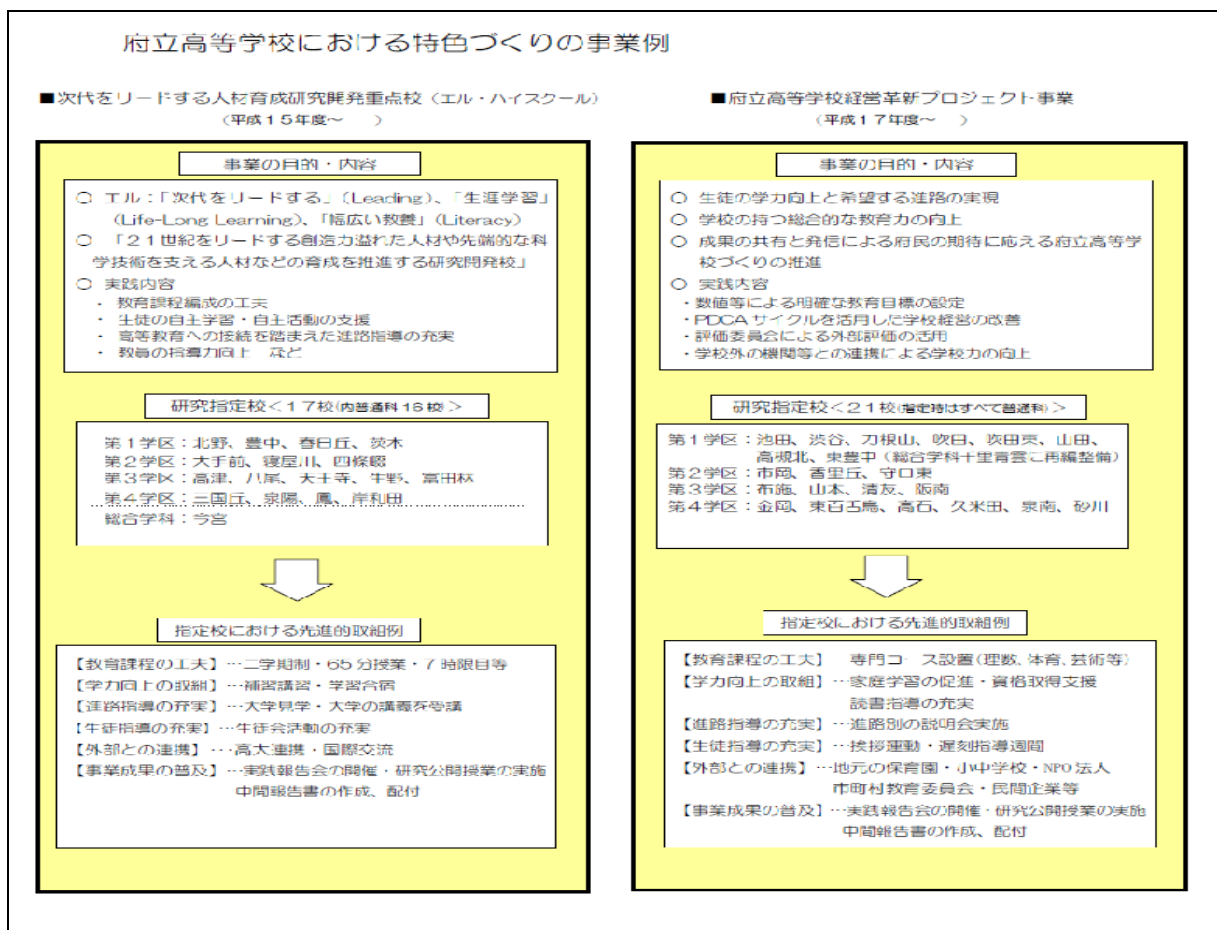 府立高等学校における特色づくりの事業例
■次代をリードする人材育成研究開発重点校（エル・ハイスクール）
（平成１５年度～　　）
事業の目的・内容
○ エル：「次代をリードする」（Leading）、「生涯学習」
（Life-Long Learning）、「幅広い教養」（Literacy）
○ 「２１世紀をリードする創造力溢れた人材や先端的な科
学技術を支える人材などの育成を推進する研究開発校」
○ 実践内容
・ 教育課程編成の工夫
・ 生徒の自主学習・自主活動の支援
・ 高等教育への接続を踏まえた進路指導の充実
・ 教員の指導力向上　など
研究指定校＜１７校（内普通科１６校）＞
第１学区：北野、豊中、春日丘、茨木
第２学区：大手前、寝屋川、四條畷
第３学区：高津、八尾、天王寺、生野、富田林
第４学区：三国丘、泉陽、鳳、岸和田
総合学科：今宮
指定校における先進的取組例
【教育課程の工夫】…二学期制・６５分授業・７時限目等
【学力向上の取組】…補習講習・学習合宿
【進路指導の充実】…大学見学・大学の講義を受講
【生徒指導の充実】…生徒会活動の充実
【外部との連携】…高大連携・国際交流
【事業成果の普及】…実践報告会の開催・研究公開授業の実施
中間報告書の作成、配付
■府立高等学校経営革新プロジェクト事業
（平成１７年度～　　）
事業の目的・内容
○ 生徒の学力向上と希望する進路の実現
○ 学校の持つ総合的な教育力の向上
○ 成果の共有と発信による府民の期待に応える府立高等学
校づくりの推進
○ 実践内容
・数値等による明確な教育目標の設定
・PDCAサイクルを活用した学校経営の改善
・評価委員会による外部評価の活用
・学校外の機関等との連携による学校力の向上
研究指定校＜２１校（指定時はすべて普通科）＞
第１学区：池田、渋谷、刀根山、吹田、吹田東、山田、
高槻北、東豊中（総合学科千里青雲に再編整備）
第２学区：市岡、香里丘、守口東
第３学区：布施、山本、清友、阪南
第４学区：金岡、東百舌鳥、高石、久米田、泉南、砂川
指定校における先進的取組例
【教育課程の工夫】　専門コース設置（理数、体育、芸術等）
【学力向上の取組】…家庭学習の促進・資格取得支援
読書指導の充実
【進路指導の充実】…進路別の説明会実施
【生徒指導の充実】…挨拶運動・遅刻指導週間
【外部との連携】…地元の保育園・小中学校・NPO法人
市町村教育委員会・民間企業等
【事業成果の普及】…実践報告会の開催・研究公開授業の実施
中間報告書の作成、配付